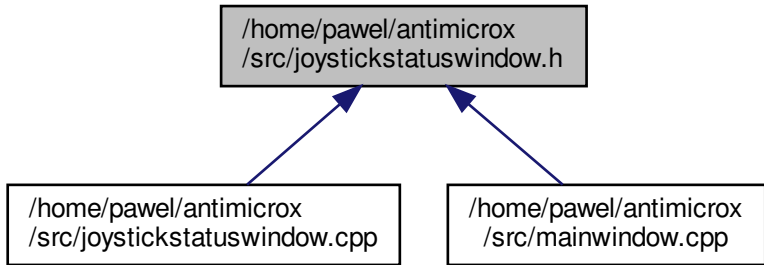 /home/pawel/antimicrox
/src/joystickstatuswindow.h
/home/pawel/antimicrox
/src/joystickstatuswindow.cpp
/home/pawel/antimicrox
/src/mainwindow.cpp